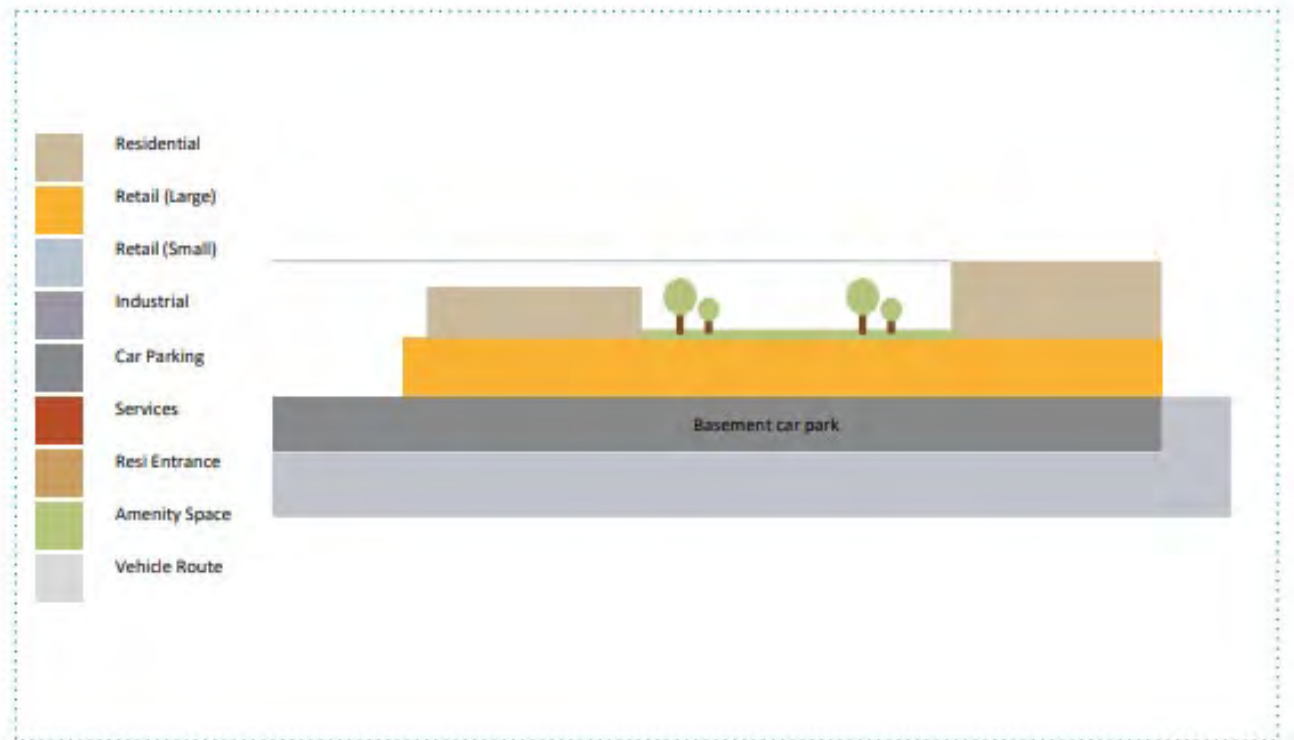 Residential
Retail (Large)
Retail (Small)
Industrial
Car Parking
Services
Resi Entrance
Amenity Space
Vehicle Route
Basement car park